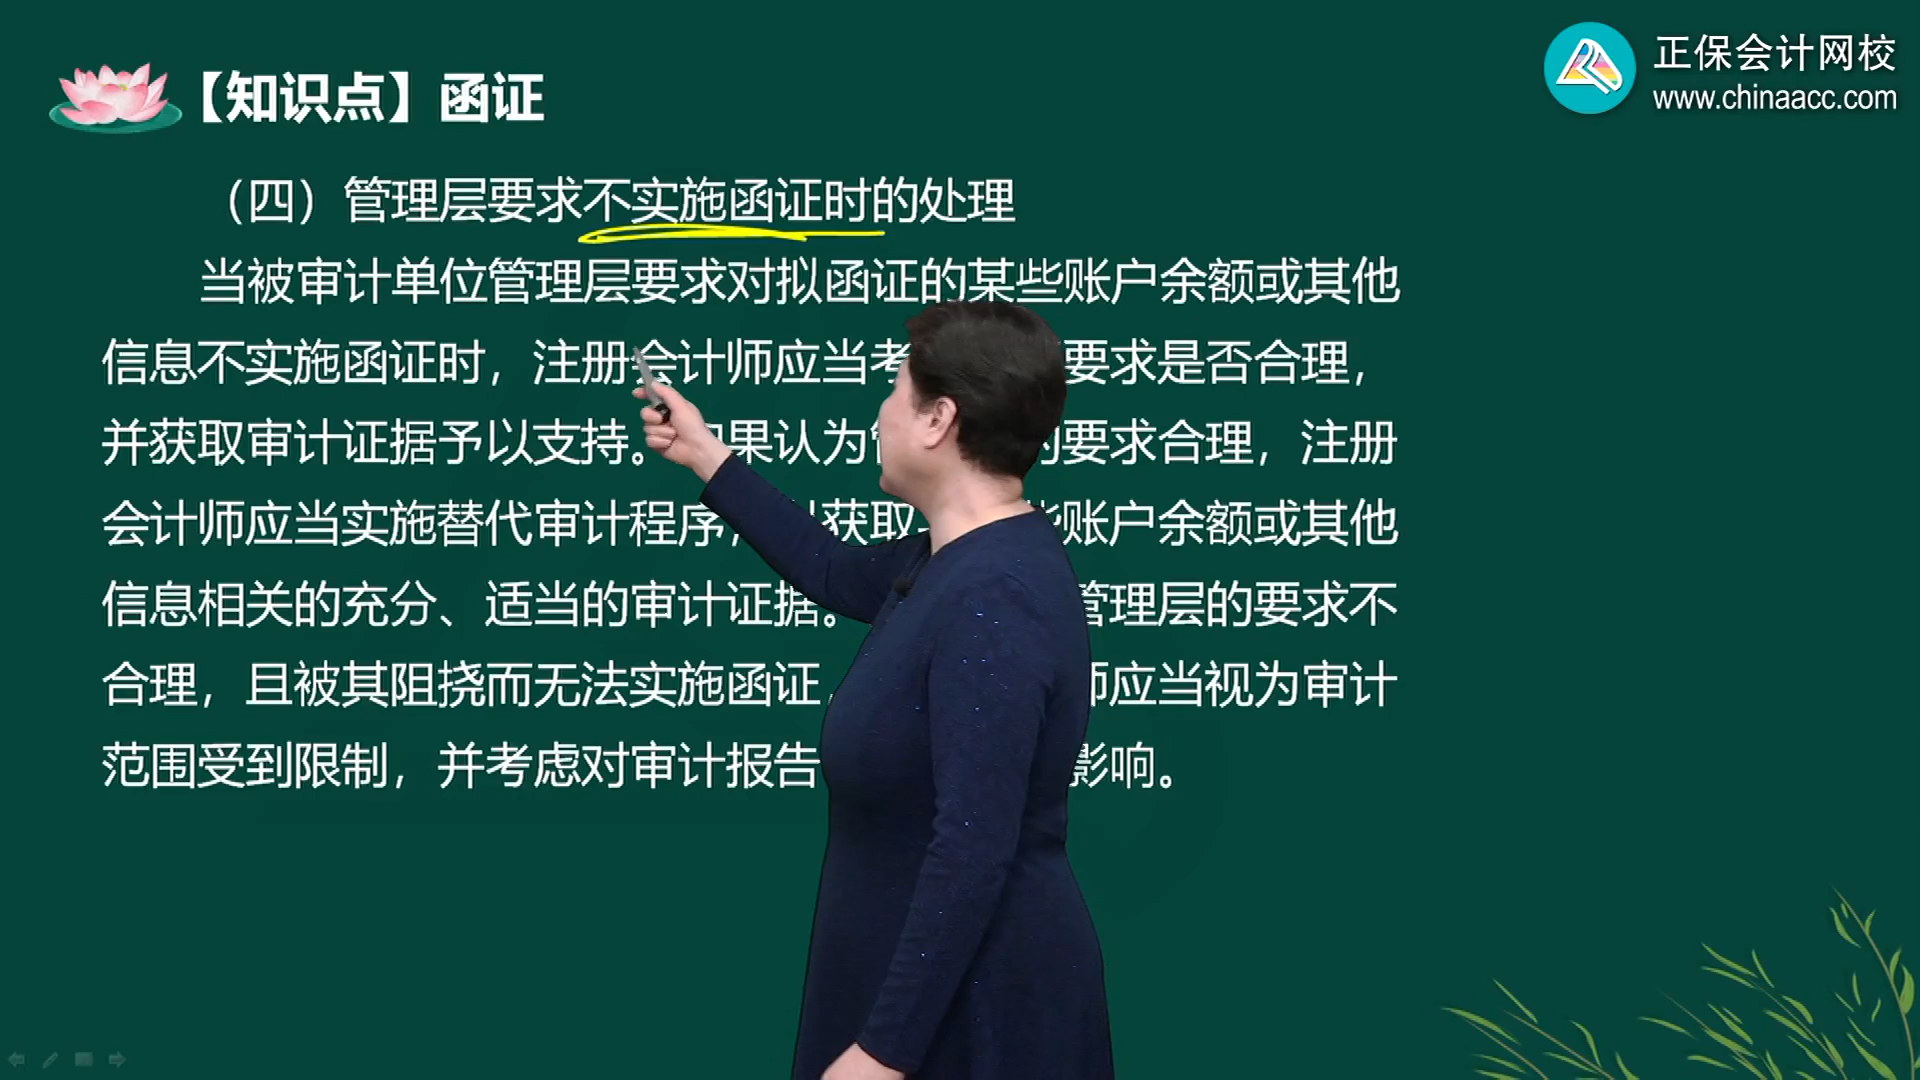 正保会计网校
www.chinaacc.com
【知识点】函证
（四）管理层要求不实施函证时的处理
当被审计单位管理层要求对拟函证的某些账户余额或其他
信息不实施函证时，注册会计师应当考 要求是否合理，
并获取审计证据予以支持。如果认为管 的要求合理，注册
会计师应当实施替代审计程序， 获取 账户余额或其他
信息相关的充分、适当的审计证据。 管理层的要求不
合理，且被其阻挠而无法实施函证， 师应当视为审计
范围受到限制，并考虑对审计报告 影响。